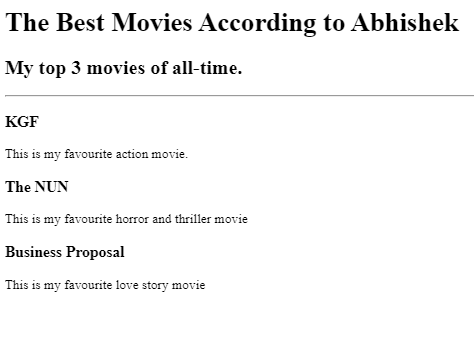 The Best Movies According to Abhishek
My top 3 movies of all-time.
KGF
This is my favourite action movie.
The NUN
This is my favourite horror and thriller movie
Business Proposal
This is my favourite love story movie